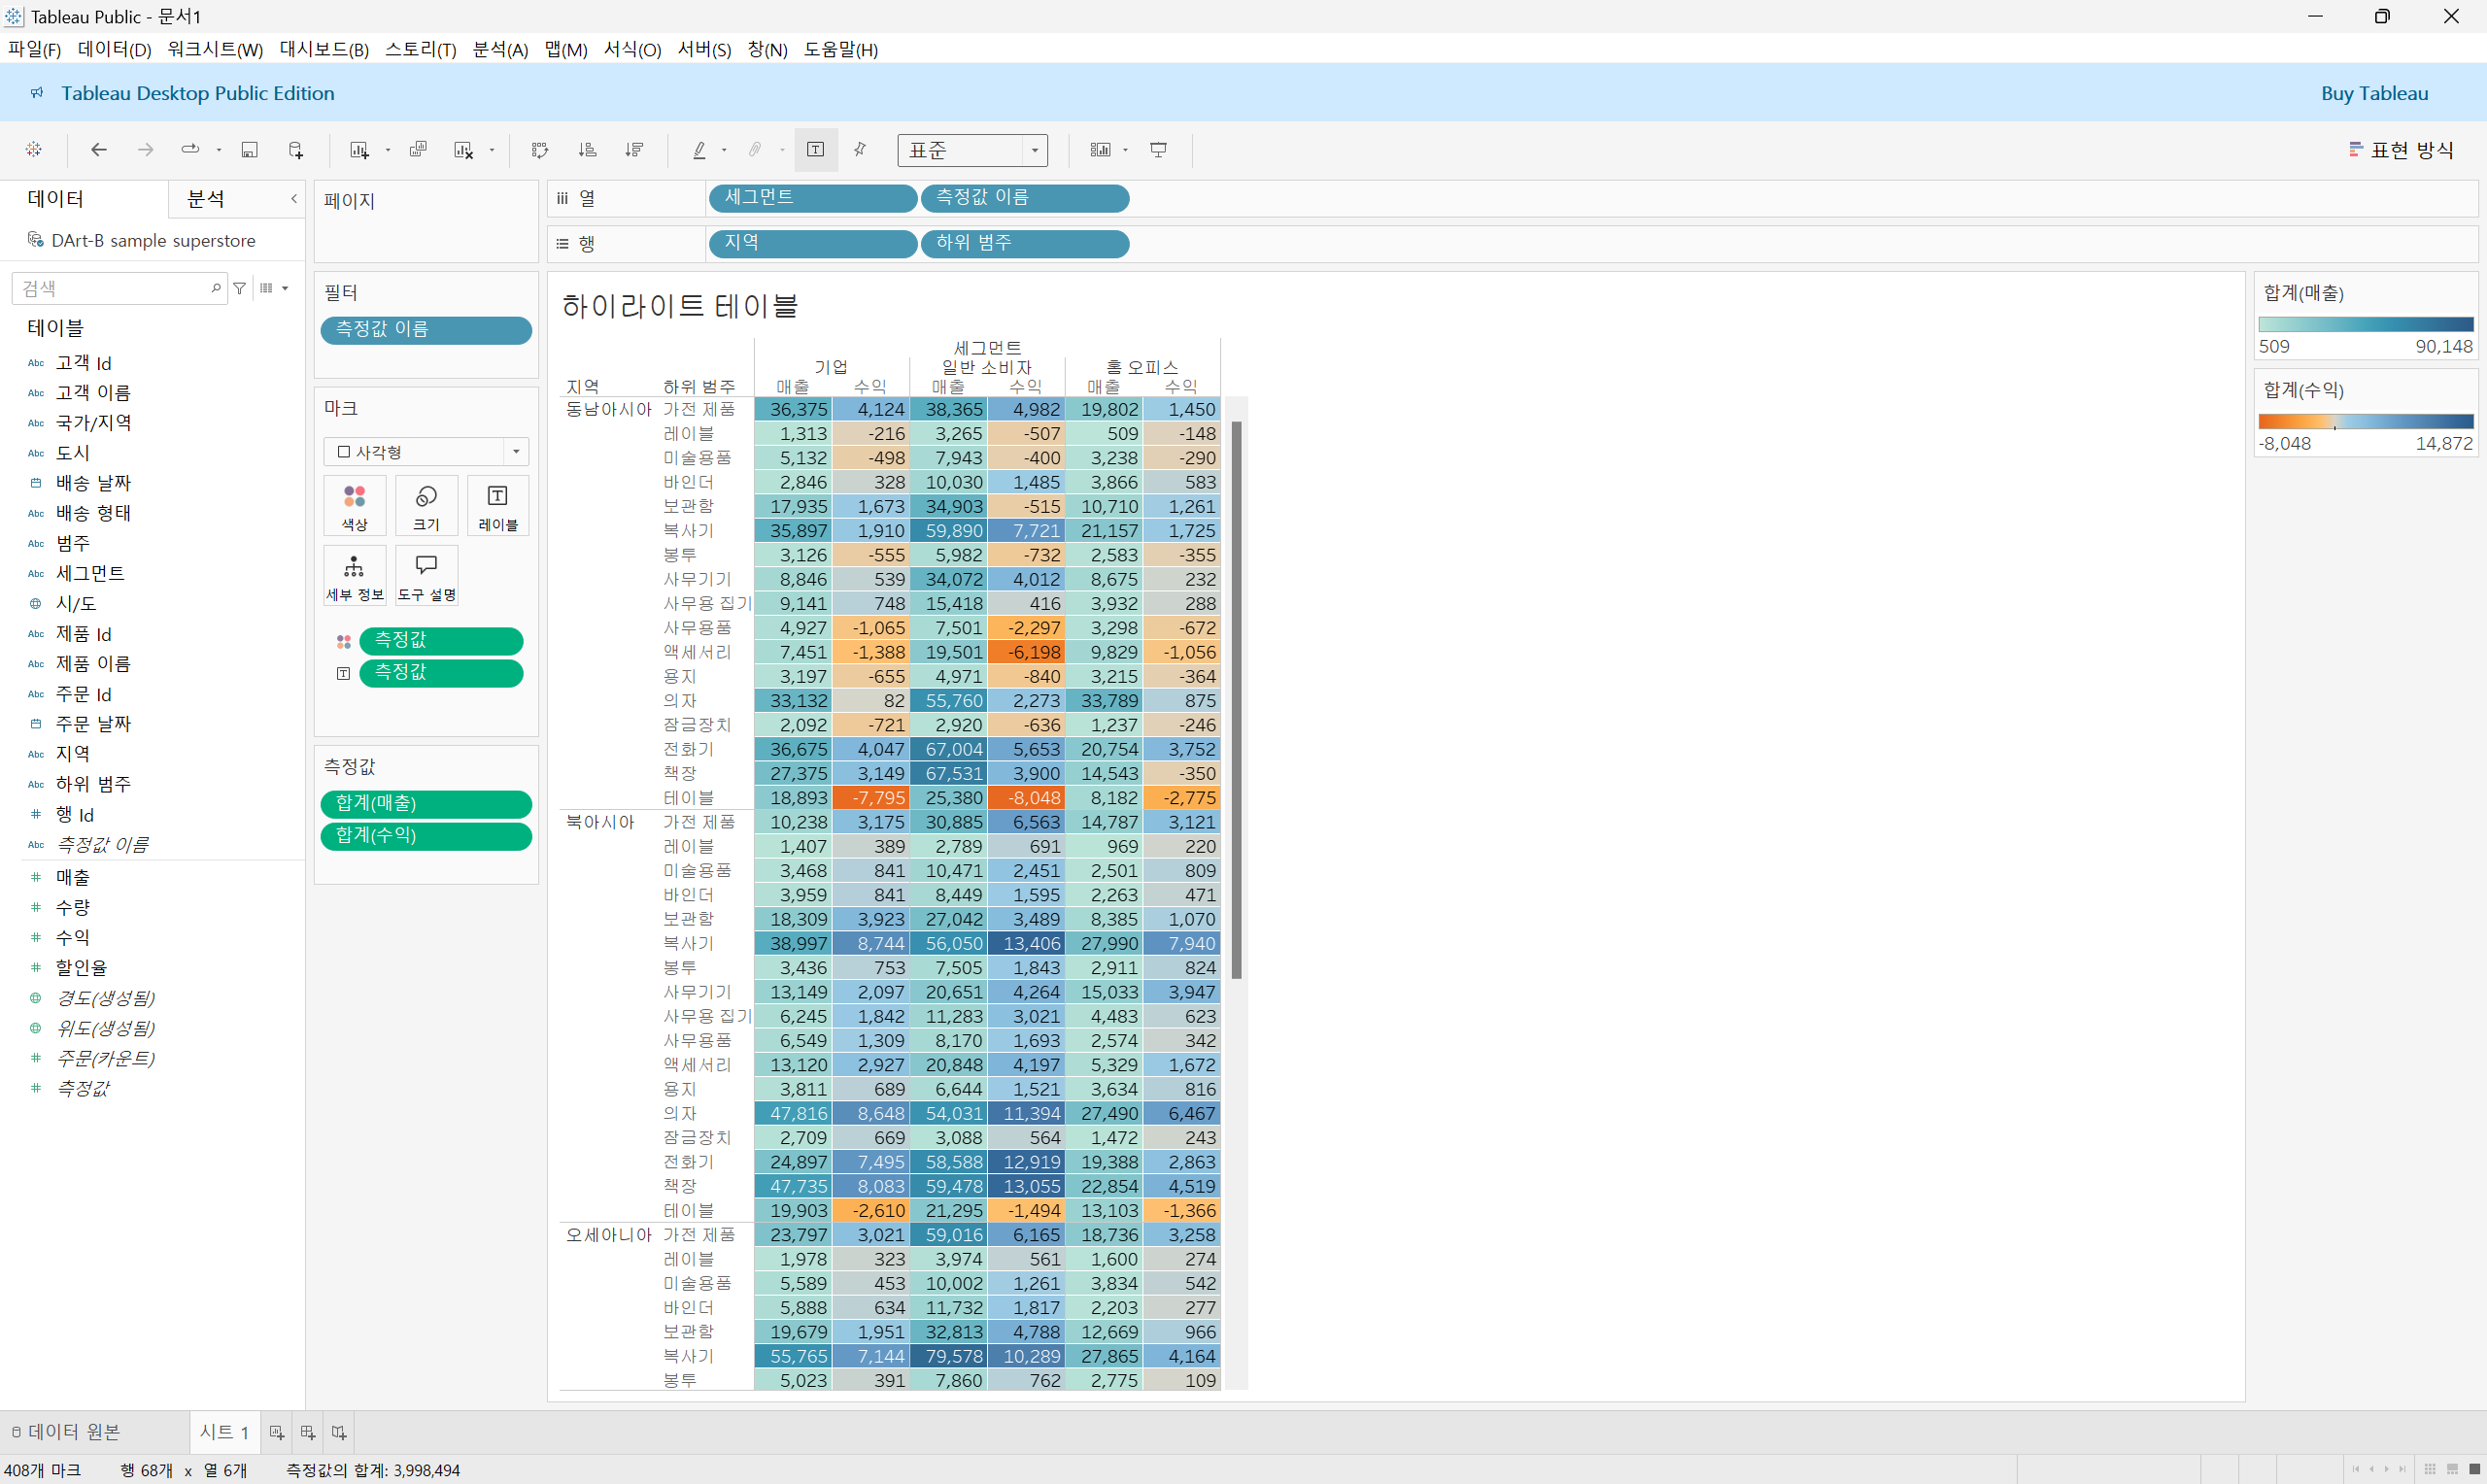 Tableau Public - 문서1
파일(F) 데이터(D) 워크시트(W) 대시보드(B) 스토리(T) 분석(A) 맵(M) 서식(O) 서버(S) 창(N) 도움말(H)
Tableau Desktop Public Edition
Buy Tableau
표준
표현 방식
데이터
분석
DArt-B sample superstore
검색
테이블
Abc 고객 Id
Abc 고객 이름
Abc 국가/지역
Abc 도시
배송 날짜
Abc 배송 형태
Abc 범주
Abc 세그먼트
시/도
Abc 제품 Id
Abc 제품 이름
Abc 주문 Id
주문 날짜
Abc 지역
Abc 하위 범주
# 행 Id
Abc 측정값 이름
# 매출
# 수량
# 수익
# 할인율
경도(생성됨)
위도(생성됨)
# 주문(카운트)
# 측정값
페이지
필터
측정값 이름
마크
사각형
색상
크기
레이블
세부 정보
도구 설명
측정값
측정값
측정값
합계(매출)
합계(수익)
열
세그먼트
측정값 이름
행
지역
하위 범주
하이라이트 테이블
세그먼트
기업 일반 소비자 홈 오피스
지역 하위 범주 매출 수익 매출 수익 매출 수익
동남아시아 가전 제품 36,375 4,124 38,365 4,982 19,802 1,450
레이블 1,313 -216 3,265 -507 509 -148
미술용품 5,132 -498 7,943 -400 3,238 -290
바인더 2,846 328 10,030 1,485 3,866 583
보관함 17,935 1,673 34,903 -515 10,710 1,261
복사기 35,897 1,910 59,890 7,721 21,157 1,725
봉투 3,126 -555 5,982 -732 2,583 -355
사무기기 8,846 539 34,072 4,012 8,675 232
사무용 집기 9,141 748 15,418 416 3,932 288
사무용품 4,927 -1,065 7,501 -2,297 3,298 -672
액세서리 7,451 -1,388 19,501 -6,198 9,829 -1,056
용지 3,197 -655 4,971 -840 3,215 -364
의자 33,132 82 55,760 2,273 33,789 875
잠금장치 2,092 -721 2,920 -636 1,237 -246
전화기 36,675 4,047 67,004 5,653 20,754 3,752
책장 27,375 3,149 67,531 3,900 14,543 -350
테이블 18,893 -7,795 25,380 -8,048 8,182 -2,775
북아시아 가전 제품 10,238 3,175 30,885 6,563 14,787 3,121
레이블 1,407 389 2,789 691 969 220
미술용품 3,468 841 10,471 2,451 2,501 809
바인더 3,959 841 8,449 1,595 2,263 471
보관함 18,309 3,923 27,042 3,489 8,385 1,070
복사기 38,997 8,744 56,050 13,406 27,990 7,940
봉투 3,436 753 7,505 1,843 2,911 824
사무기기 13,149 2,097 20,651 4,264 15,033 3,947
사무용 집기 6,245 1,842 11,283 3,021 4,483 623
사무용품 6,549 1,309 8,170 1,693 2,574 342
액세서리 13,120 2,927 20,848 4,197 5,329 1,672
용지 3,811 689 6,644 1,521 3,634 816
의자 47,816 8,648 54,031 11,394 27,490 6,467
잠금장치 2,709 669 3,088 564 1,472 243
전화기 24,897 7,495 58,588 12,919 19,388 2,863
책장 47,735 8,083 59,478 13,055 22,854 4,519
테이블 19,903 -2,610 21,295 -1,494 13,103 -1,366
오세아니아 가전 제품 23,797 3,021 59,016 6,165 18,736 3,258
레이블 1,978 323 3,974 561 1,600 274
미술용품 5,589 453 10,002 1,261 3,834 542
바인더 5,888 634 11,732 1,817 2,203 277
보관함 19,679 1,951 32,813 4,788 12,669 966
복사기 55,765 7,144 79,578 10,289 27,865 4,164
봉투 5,023 391 7,860 762 2,775 109
합계(매출)
509 90,148
합계(수익)
-8,048 14,872
데이터 원본
시트 1
408개 마크 행 68개 x 열 6개 측정값의 합계: 3,998,494